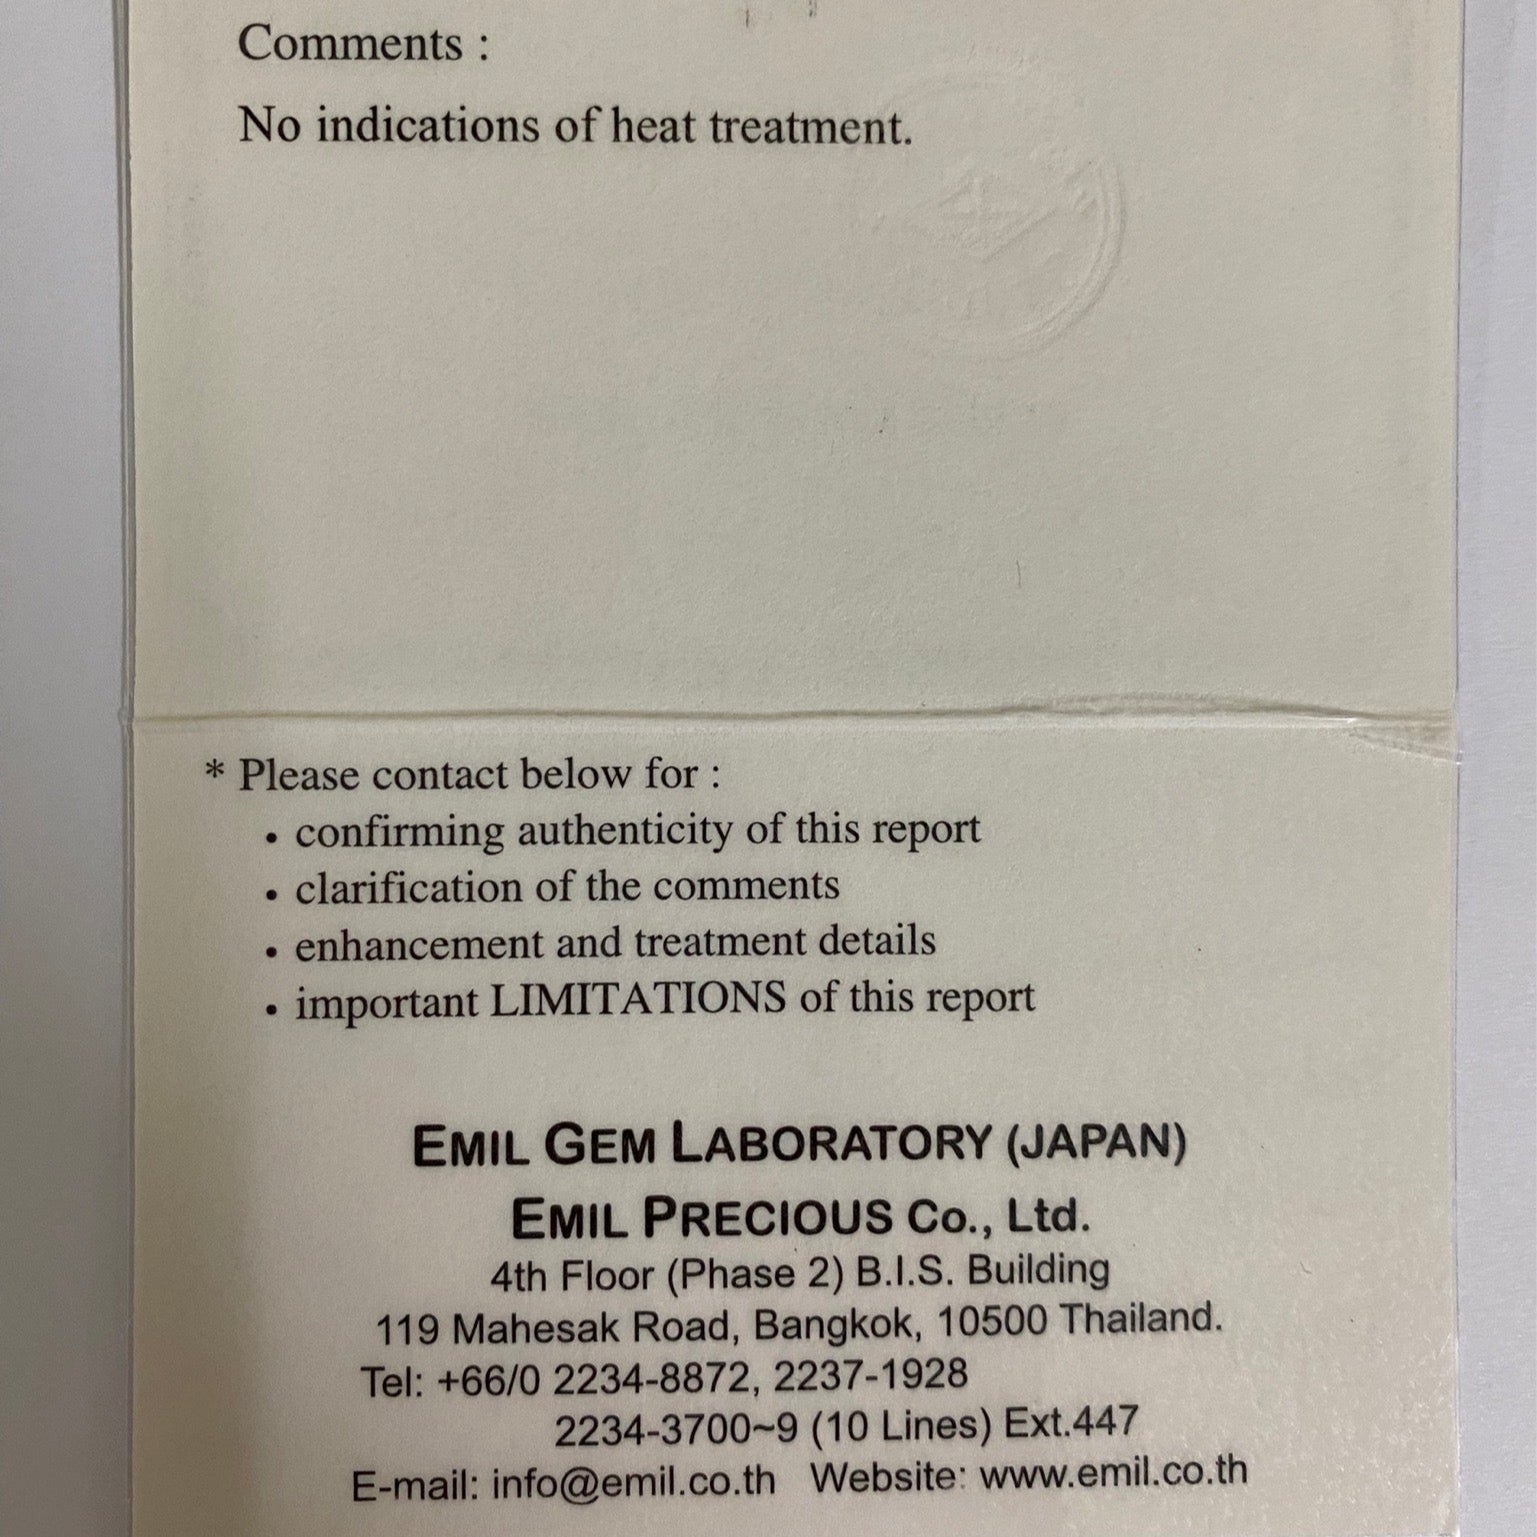 Comments :
No indications of heat treatment.
* Please contact below for :
• confirming authenticity of this report
• clarification of the comments
• enhancement and treatment details
• important LIMITATIONS of this report
EMIL GEM LABORATORY (JAPAN)
EMIL PRECIOUS Co., Ltd.
4th Floor (Phase 2) B.I.S. Building
119 Mahesak Road, Bangkok, 10500 Thailand.
Tel: +66/0 2234-8872, 2237-1928
2234-3700~9 (10 Lines) Ext.447
E-mail: info@emil.co.th Website: www.emil.co.th